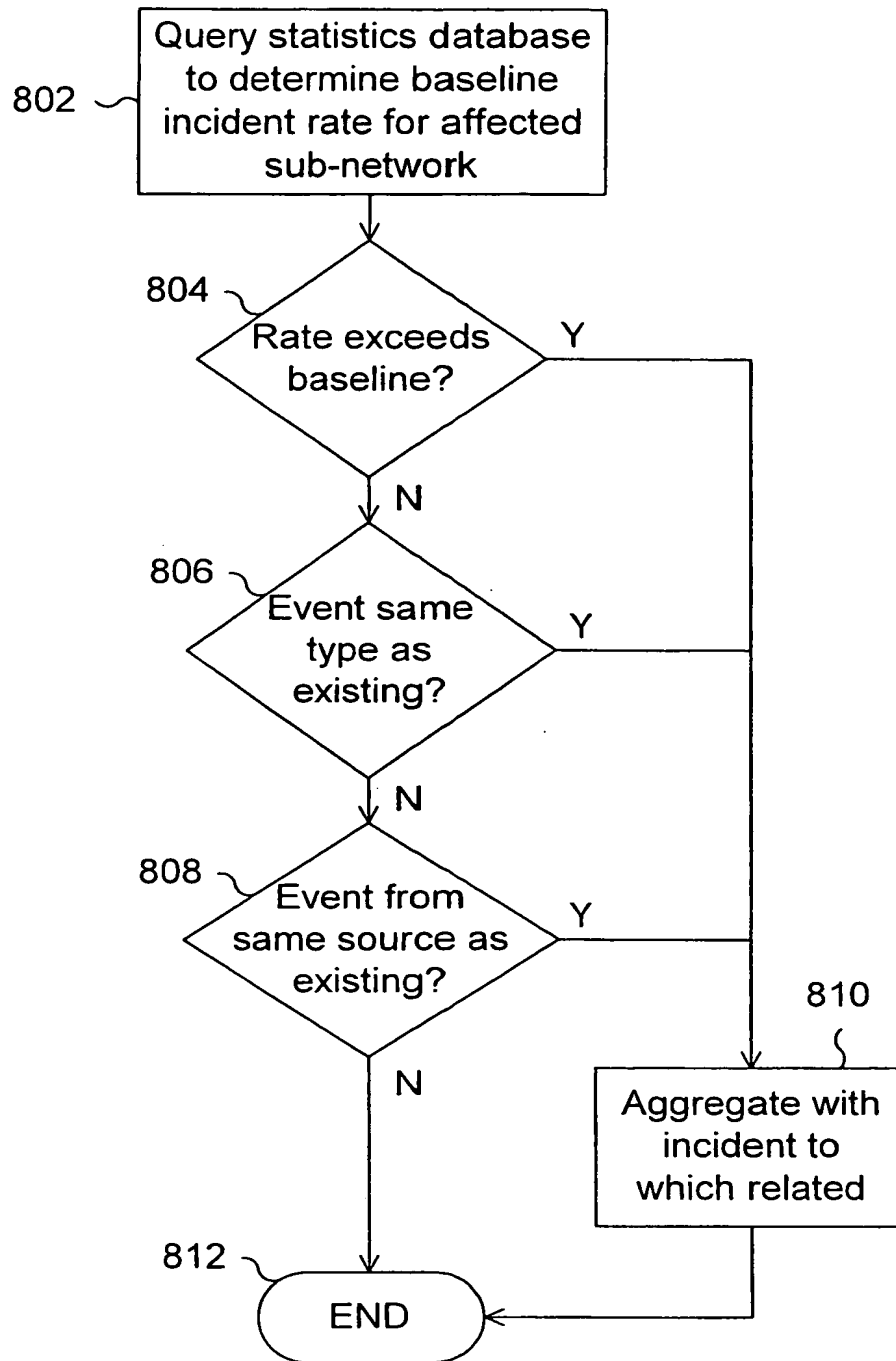 Query statistics database
to determine baseline
incident rate for affected
sub-network
802
804
Rate exceeds
baseline?
Y
N
806
Event same
type as
existing?
Y
N
808
Event from
same source as
existing?
Y
N
810
Aggregate with
incident to
which related
812
END